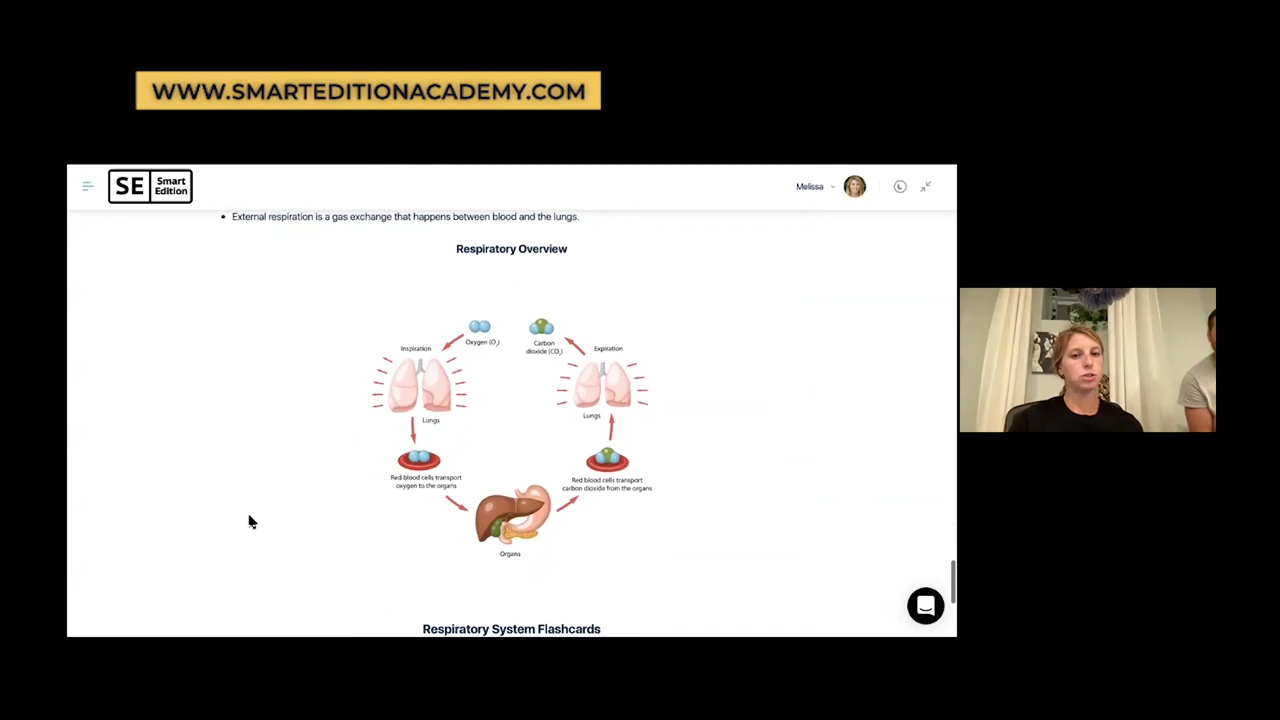 WWW.SMARTEDITIONACADEMY.COM
SE Smart
Edition
Melissa
• External respiration is a gas exchange that happens between blood and the lungs.
Respiratory Overview
Oxygen (O2)
Carbon
dioxide (CO2)
Inspiration
Expiration
Lungs
Lungs
Red blood cells transport
oxygen to the organs
Red blood cells transport
carbon dioxide from the organs
Organs
Respiratory System Flashcards